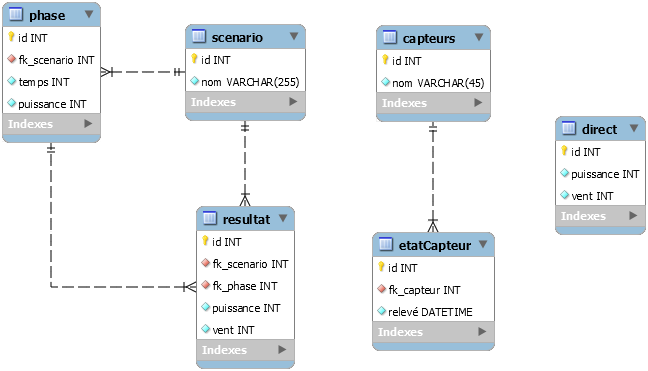 phase
id INT
fk_scenario INT
temps INT
puissance INT
Indexes
scenario
id INT
nom VARCHAR(255)
Indexes
capteurs
id INT
nom VARCHAR(45)
Indexes
direct
id INT
puissance INT
vent INT
Indexes
resultat
id INT
fk_scenario INT
fk_phase INT
puissance INT
vent INT
Indexes
etatCapteur
id INT
fk_capteur INT
relevé DATETIME
Indexes